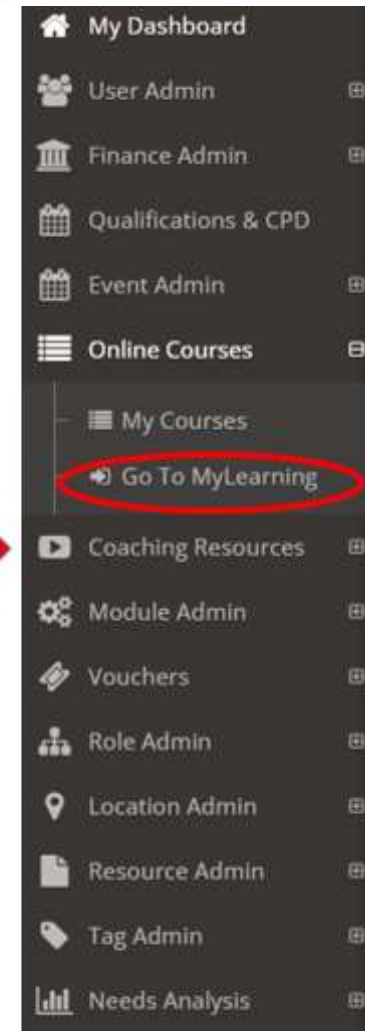 My Dashboard
User Admin
Finance Admin
Qualifications & CPD
Event Admin
Online Courses
My Courses
Go To MyLearning
Coaching Resources
Module Admin
Vouchers
Role Admin
Location Admin
Resource Admin
Tag Admin
Needs Analysis